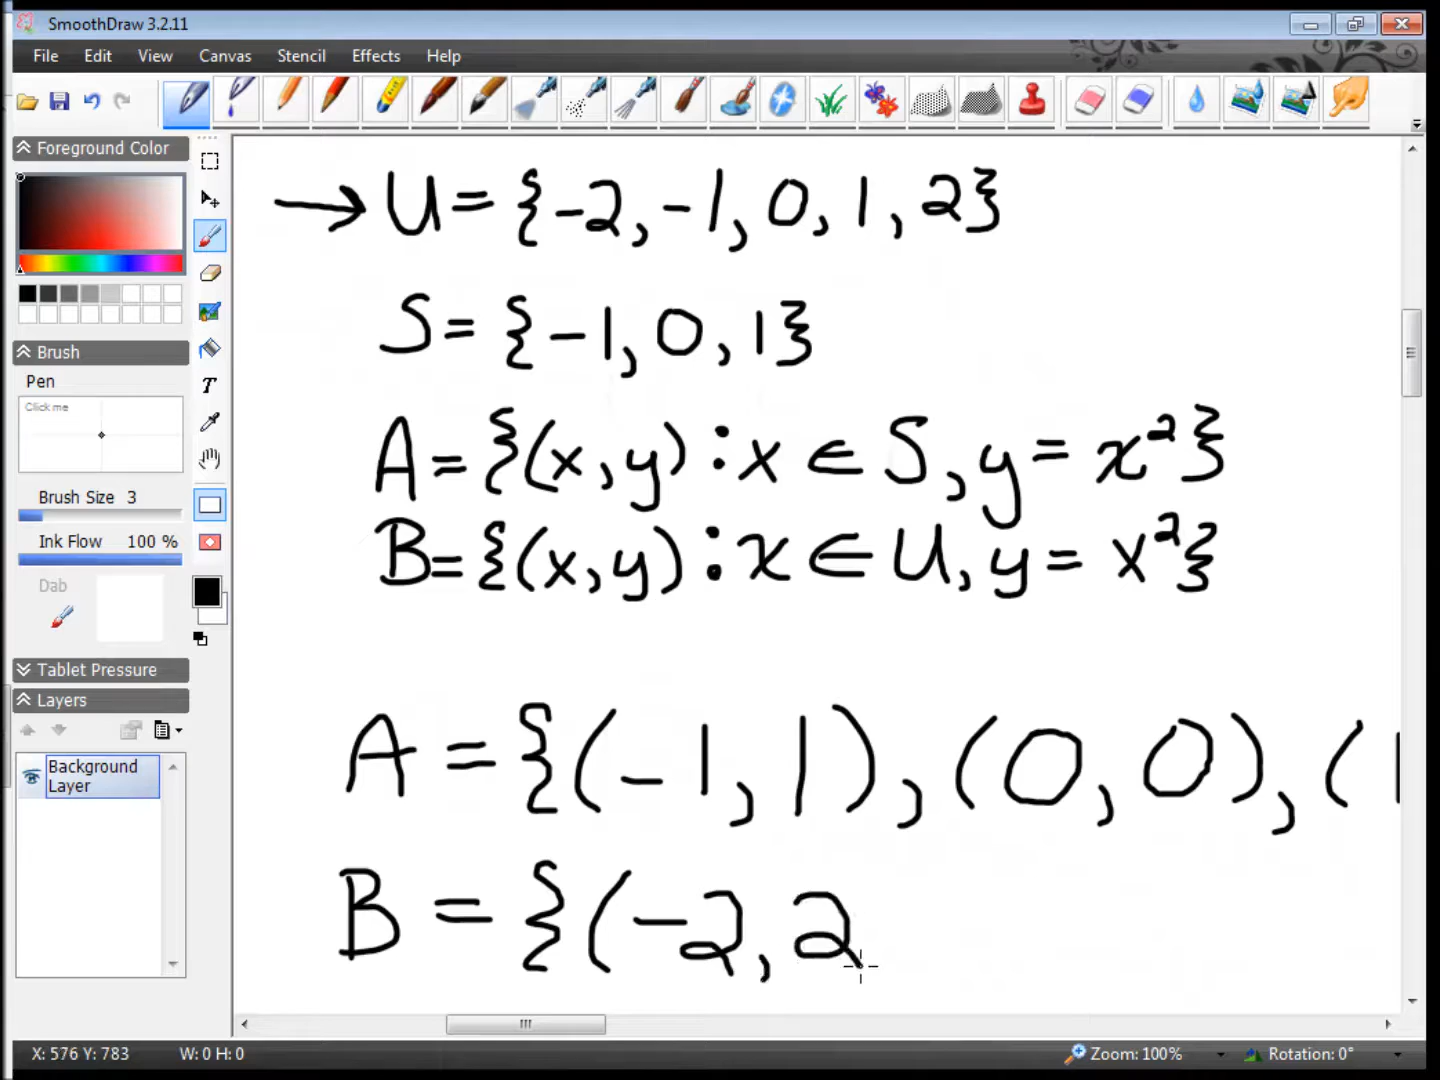 SmoothDraw 3.2.11
File Edit View Canvas Stencil Effects Help
Foreground Color
Brush
Pen
Click me
Brush Size 3
Ink Flow 100 %
Dab
Tablet Pressure
Layers
Background Layer
T
→ U = {-2, -1, 0, 1, 2}
S = {-1, 0, 1}
A = {(x, y) : x ∈ S, y = x²}
B = {(x, y) : x ∈ U, y = x²}
A = {(-1, 1), (0, 0), (1
B = {(-2, 2
X: 576 Y: 783 W: 0 H: 0 Zoom: 100% Rotation: 0°